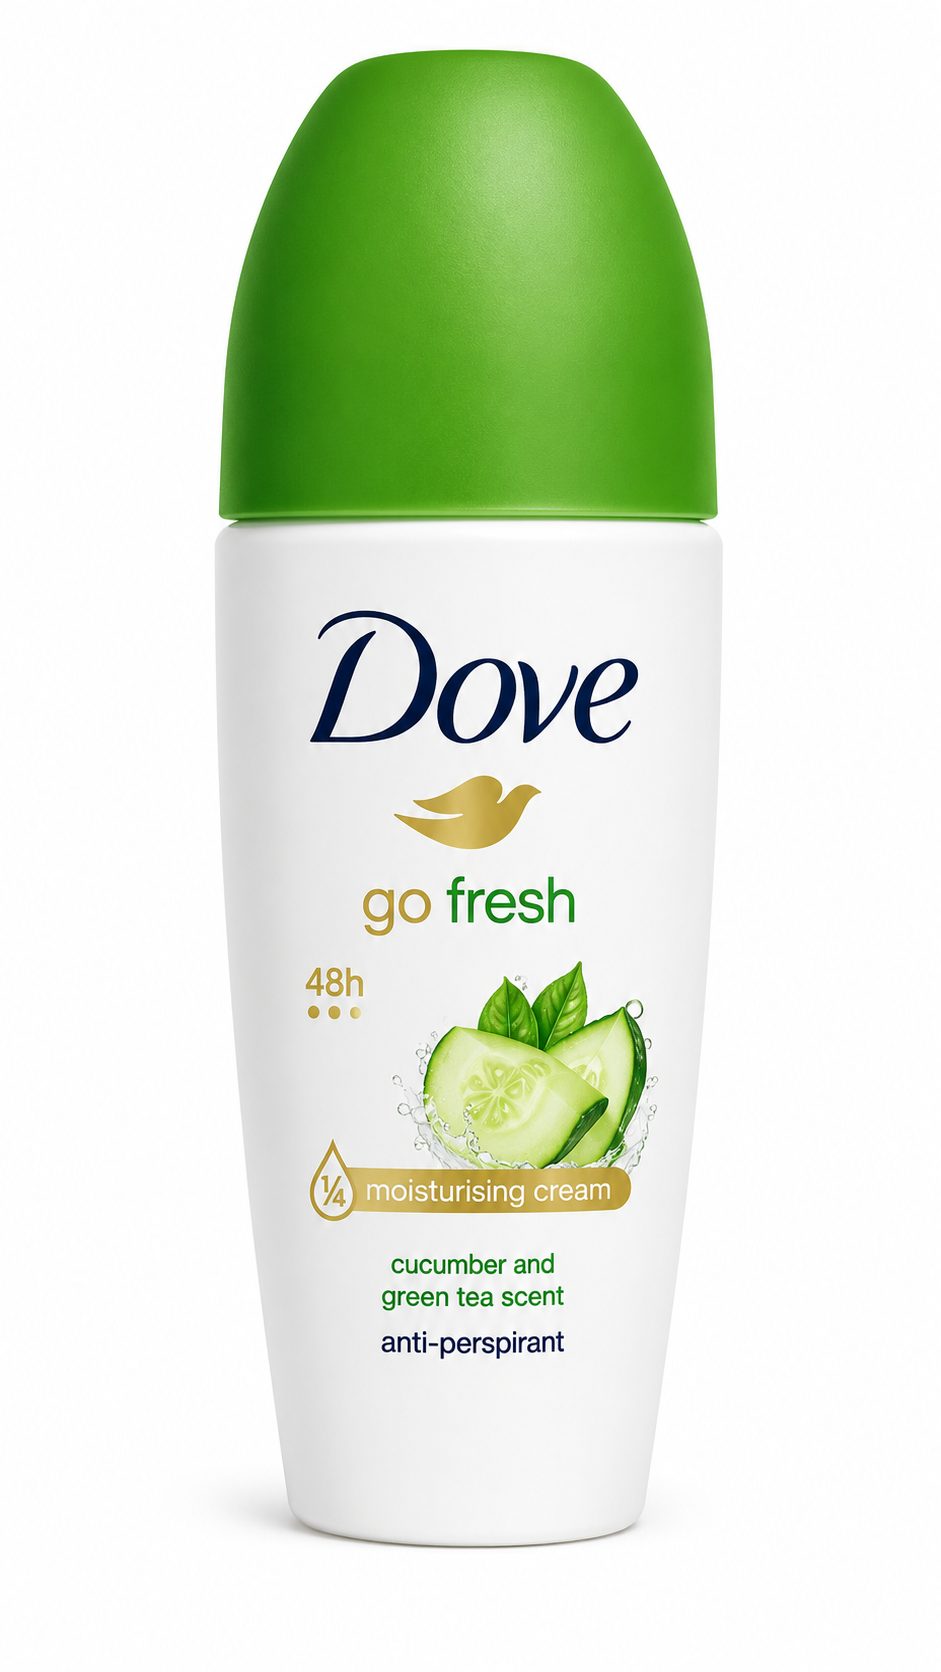 Dove
go fresh
48h
1/4 moisturising cream
cucumber and
green tea scent
anti-perspirant